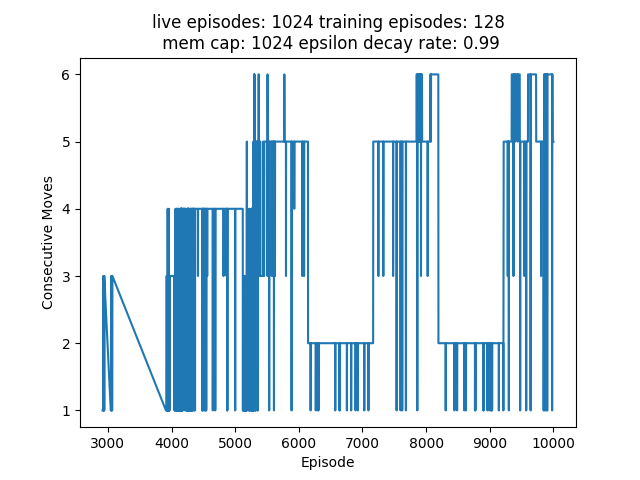 live episodes: 1024 training episodes: 128
mem cap: 1024 epsilon decay rate: 0.99
6
5
4
3
2
1
Consecutive Moves
3000 4000 5000 6000 7000 8000 9000 10000
Episode